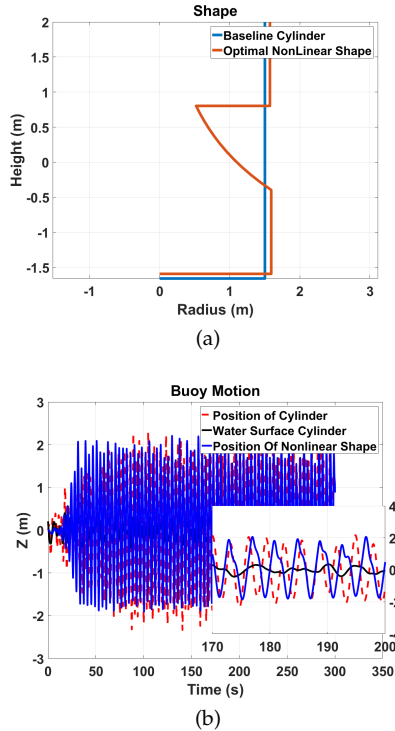 Shape
Baseline Cylinder
Optimal NonLinear Shape
Height (m)
2
1.5
1
0.5
0
-0.5
-1
-1.5
-1 0 1 2 3
Radius (m)
(a)
Buoy Motion
Position of Cylinder
Water Surface Cylinder
Position Of Nonlinear Shape
Z (m)
3
2
1
0
-1
-2
-3
4
2
0
170 180 190 200
0 50 100 150 200 250 300 350
Time (s)
(b)